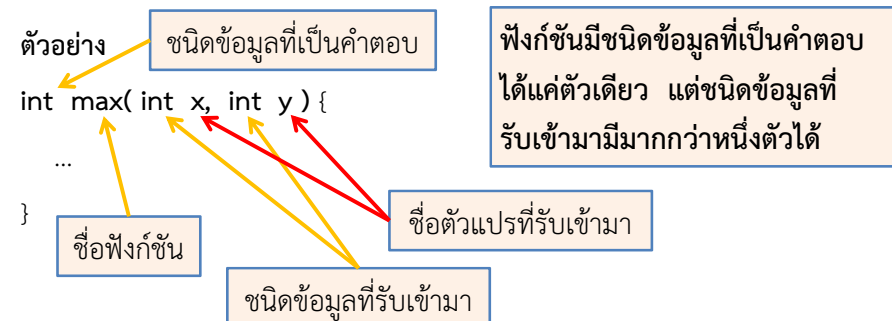 ตัวอย่าง
ชนิดข้อมูลที่เป็นคำตอบ
int max( int x, int y ) {
...
}
ชื่อฟังก์ชัน
ชนิดข้อมูลที่รับเข้ามา
ชื่อตัวแปรที่รับเข้ามา
ฟังก์ชันมีชนิดข้อมูลที่เป็นคำตอบ
ได้แค่ตัวเดียว แต่ชนิดข้อมูลที่
รับเข้ามามีมากกว่าหนึ่งตัวได้